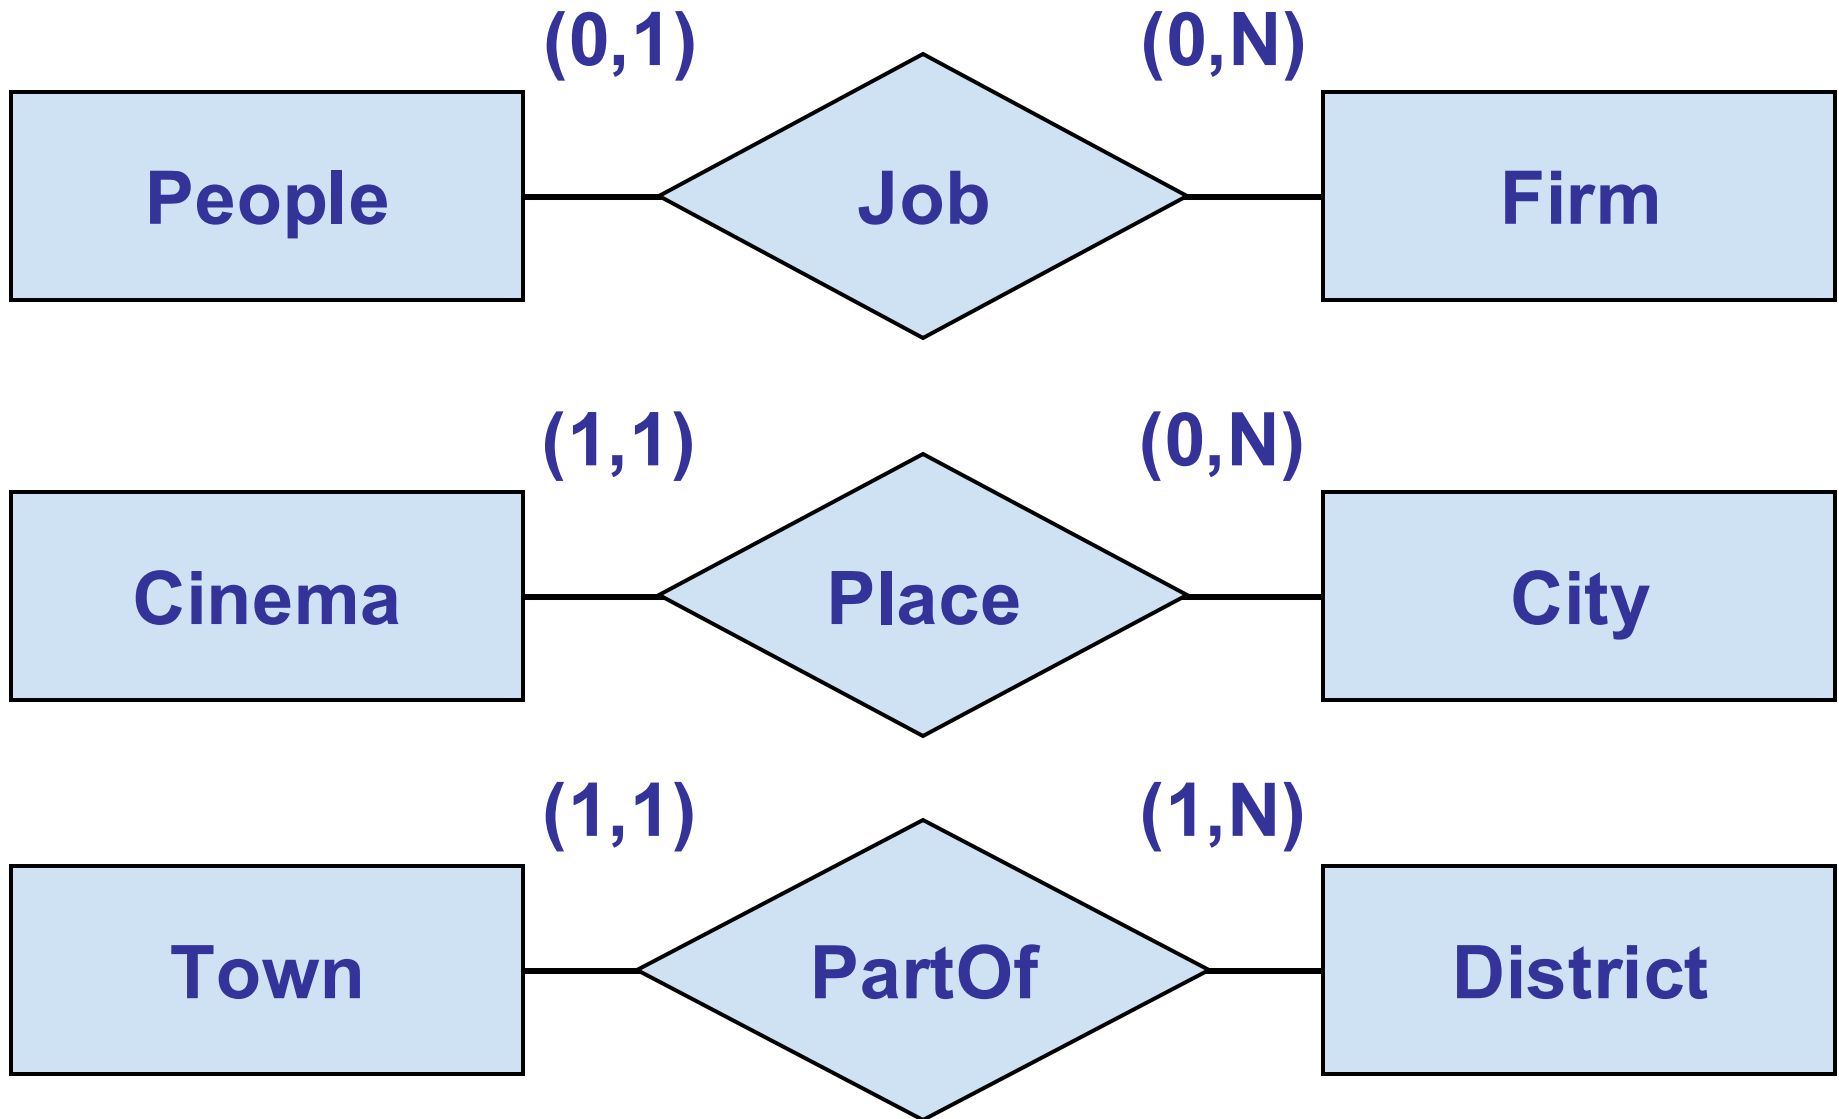 (0,1) (0,N)
People Job Firm
(1,1) (0,N)
Cinema Place City
(1,1) (1,N)
Town PartOf District